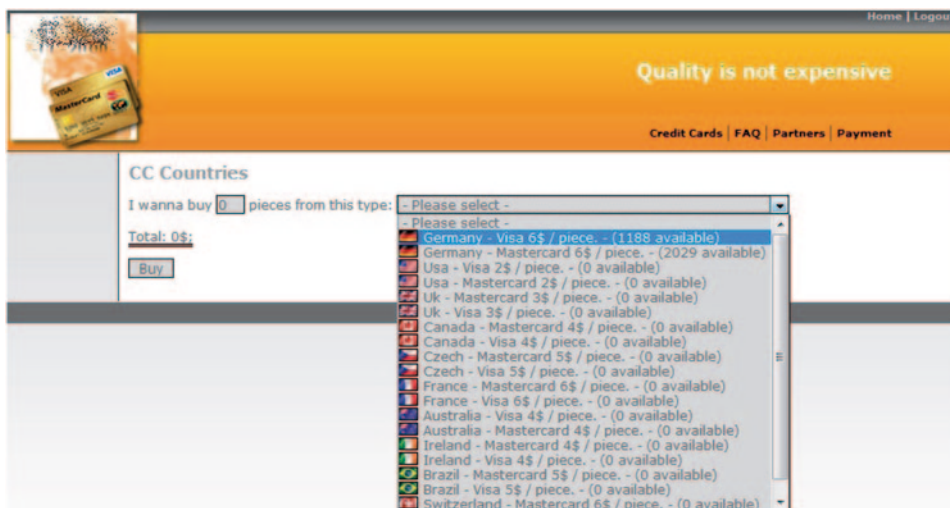 Home | Logout
VISA
VISA
MasterCard
Quality is not expensive
Credit Cards | FAQ | Partners | Payment
CC Countries
I wanna buy 0 pieces from this type: - Please select -
- Please select -
Total: 0$;
Buy
Germany - Visa 6$ / piece. - (1188 available)
Germany - Mastercard 6$ / piece. - (2029 available)
Usa - Visa 2$ / piece. - (0 available)
Usa - Mastercard 2$ / piece. - (0 available)
Uk - Mastercard 3$ / piece. - (0 available)
Uk - Visa 3$ / piece. - (0 available)
Canada - Mastercard 4$ / piece. - (0 available)
Canada - Visa 4$ / piece. - (0 available)
Czech - Mastercard 5$ / piece. - (0 available)
Czech - Visa 5$ / piece. - (0 available)
France - Mastercard 6$ / piece. - (0 available)
France - Visa 6$ / piece. - (0 available)
Australia - Visa 4$ / piece. - (0 available)
Australia - Mastercard 4$ / piece. - (0 available)
Ireland - Mastercard 4$ / piece. - (0 available)
Ireland - Visa 4$ / piece. - (0 available)
Brazil - Mastercard 5$ / piece. - (0 available)
Brazil - Visa 5$ / piece. - (0 available)
Switzerland - Mastercard 6$ / piece. - (0 available)